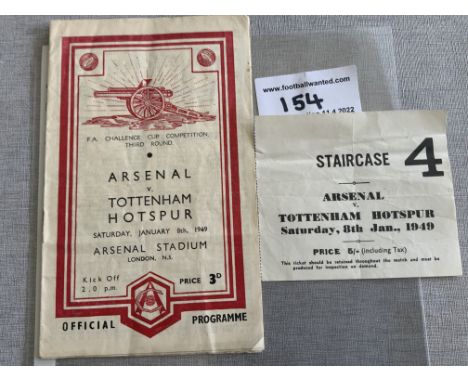 F.A. CHALLENGE CUP COMPETITION
THIRD ROUND
ARSENAL
v.
TOTTENHAM
HOTSPUR
SATURDAY, JANUARY 8th, 1949
ARSENAL STADIUM
LONDON, N.5.
Kick Off
2.0 p.m.
PRICE 3D
OFFICIAL PROGRAMME
www.footballwanted.com
154
11.4.2022
STAIRCASE 4
ARSENAL
v.
TOTTENHAM HOTSPUR
Saturday, 8th Jan., 1949
PRICE 5/- (including Tax)
This ticket should be retained throughout the match and must be
produced for inspection on demand.